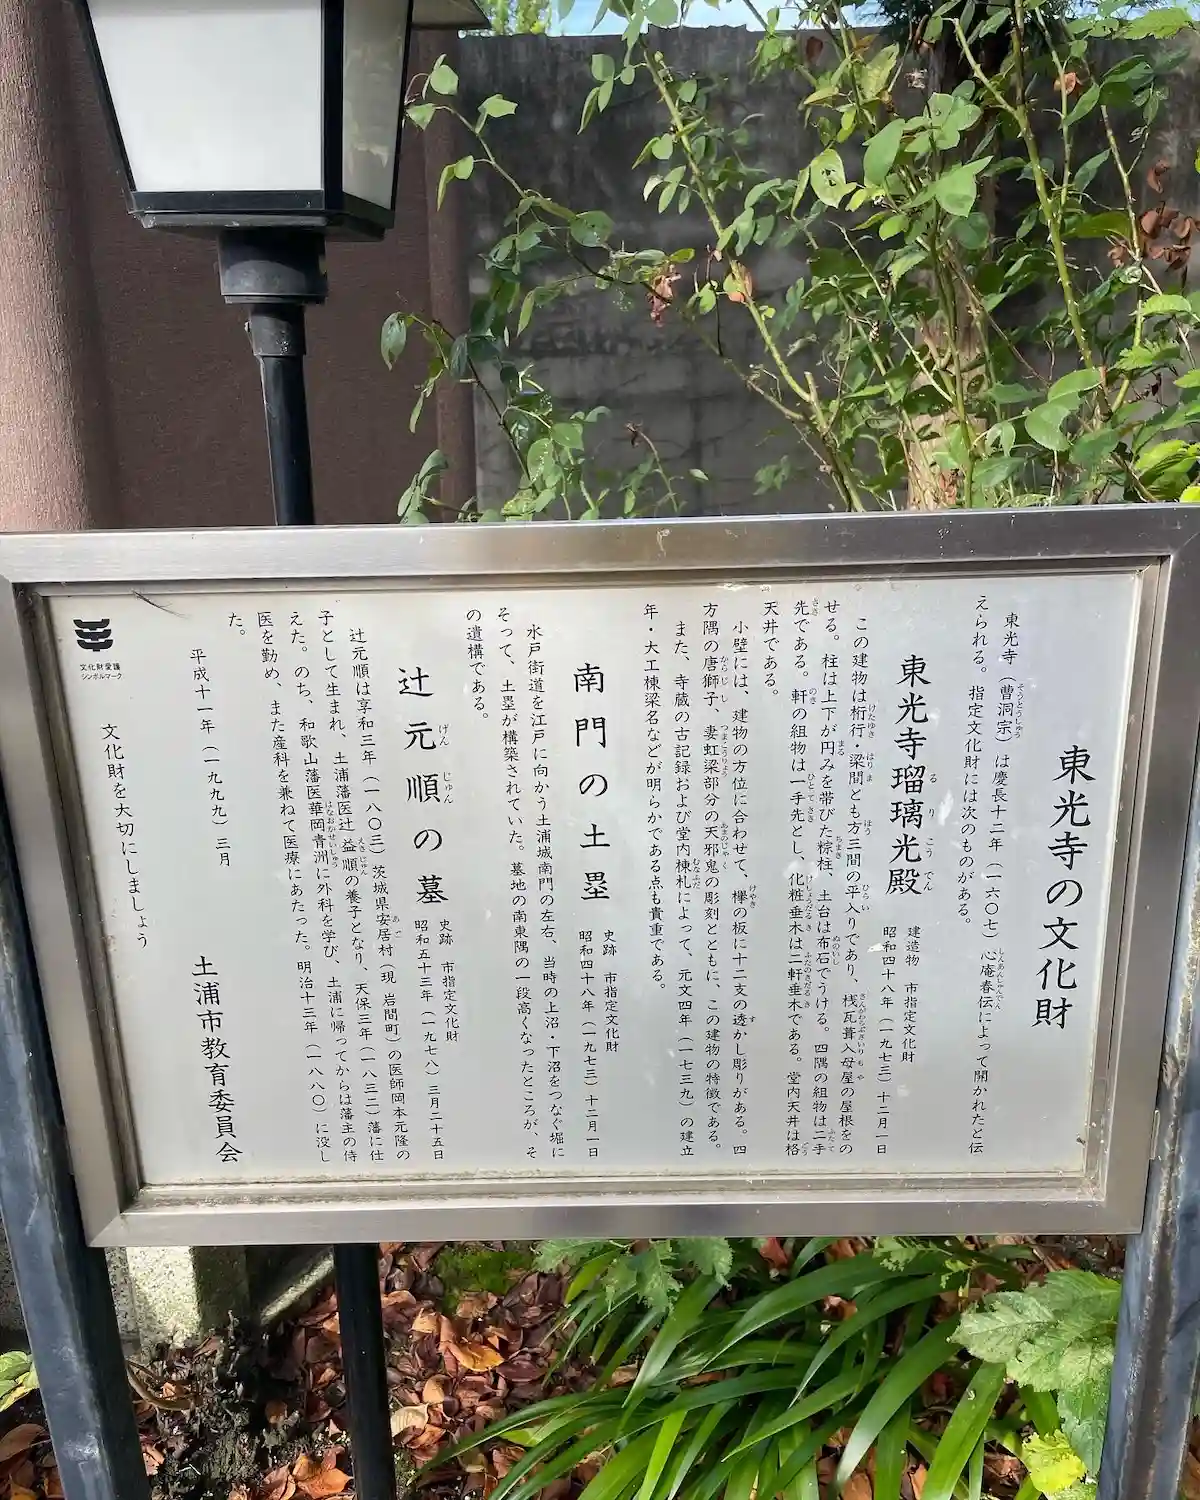 東光寺の文化財
東光寺（曹洞宗）は慶長十二年（一六〇七）心庵春伝によって開かれたと伝
えられる。指定文化財には次のものがある。
東光寺瑠璃光殿 建造物 市指定文化財
昭和四十八年（一九七三）十二月一日
この建物は桁行・梁間とも方三間の平入りであり、桟瓦葺入母屋の屋根をの
せる。柱は上下が円みを帯びた粽柱、土台は布石でうける。四隅の組物は二手
先である。軒の組物は一手先とし、化粧垂木は二軒垂木である。堂内天井は格
天井である。
小壁には、建物の方位に合わせて、欅の板に十二支の透かし彫りがある。四
方隅の唐獅子、妻虹梁部分の天邪鬼の彫刻とともに、この建物の特徴である。
また、寺蔵の古記録および堂内棟札によって、元文四年（一七三九）の建立
年・大工棟梁名などが明らかである点も貴重である。
南門の土塁 史跡 市指定文化財
昭和四十八年（一九七三）十二月一日
水戸街道を江戸に向かう土浦城南門の左右、当時の上沼・下沼をつなぐ堀に
そって、土塁が構築されていた。墓地の南東隅の一段高くなったところが、そ
の遺構である。
辻元順の墓 史跡 市指定文化財
昭和五十三年（一九七八）三月二十五日
辻元順は享和三年（一八〇三）茨城県安居村（現 岩間町）の医師岡本元隆の
子として生まれ、土浦藩医辻益順の養子となり、天保三年（一八三二）藩に仕
えた。のち、和歌山藩医華岡青洲に外科を学び、土浦に帰ってからは藩主の侍
医を勤め、また産科を兼ねて医療にあたった。明治十三年（一八八〇）に没し
た。
平成十一年（一九九九）三月
土浦市教育委員会
文化財を大切にしましょう
文化財愛護
シンボルマーク